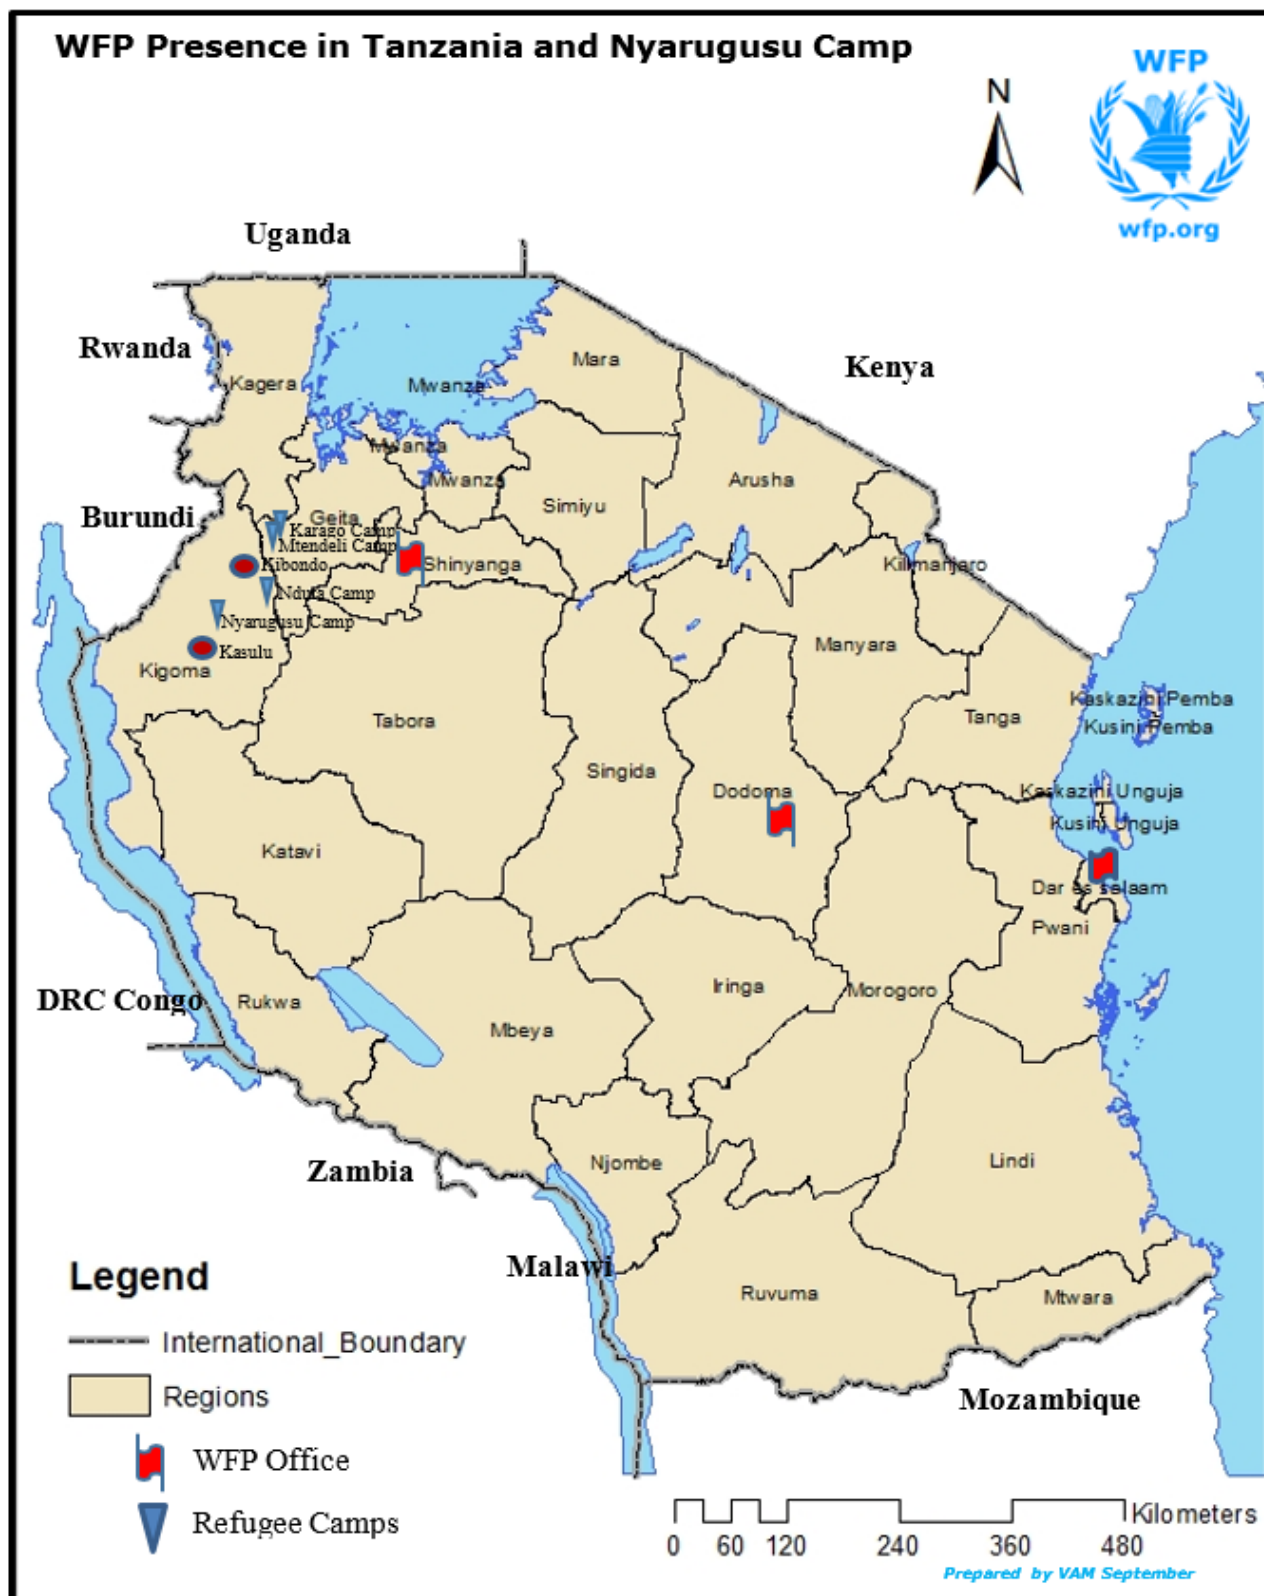 WFP Presence in Tanzania and Nyarugusu Camp
WFP
N
wfp.org
Uganda
Rwanda
Kenya
Mara
Kagera
Mwanza
Mwanza
Mwanza
Arusha
Simiyu
Burundi
Geita
Karago Camp
Mtendeli Camp
Kibondo
Shinyanga
Kilimanjaro
Nduta Camp
Nyarugusu Camp
Kasulu
Kigoma
Manyara
Kaskazini Pemba
Kusini Pemba
Tabora
Tanga
Singida
Dodoma
Kaskazini Unguja
Kusini Unguja
Katavi
Dar es salaam
Pwani
DRC Congo
Rukwa
Iringa
Morogoro
Mbeya
Zambia
Njombe
Lindi
Malawi
Ruvuma
Mtwara
Mozambique
Legend
International_Boundary
Regions
WFP Office
Refugee Camps
Kilometers
0 60 120 240 360 480
Prepared by VAM September